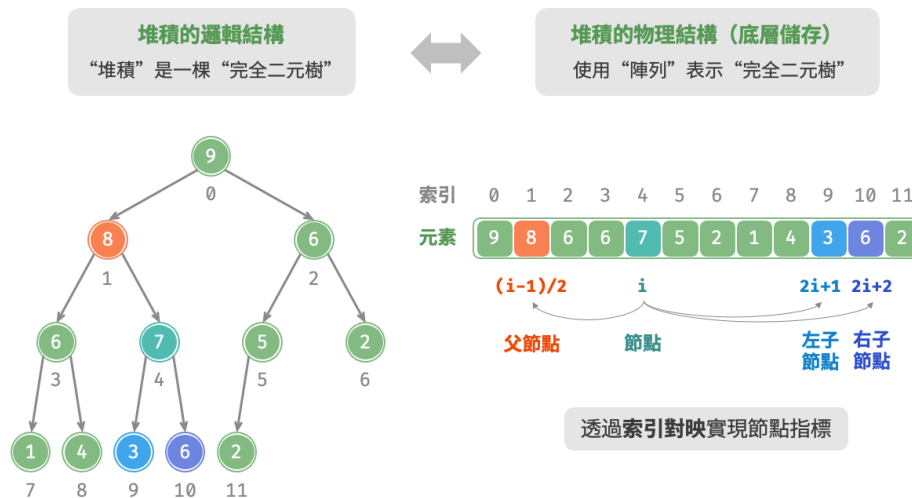 堆積的邏輯結構
“堆積”是一棵“完全二元樹”
堆積的物理結構（底層儲存）
使用“陣列”表示“完全二元樹”
9
0
8
6
1
2
6
7
5
2
3
4
5
6
1
4
3
6
2
7
8
9
10
11
索引 0 1 2 3 4 5 6 7 8 9 10 11
元素 9 8 6 6 7 5 2 1 4 3 6 2
(i-1)/2 i 2i+1 2i+2
父節點 節點 左子節點 右子節點
透過索引對映實現節點指標